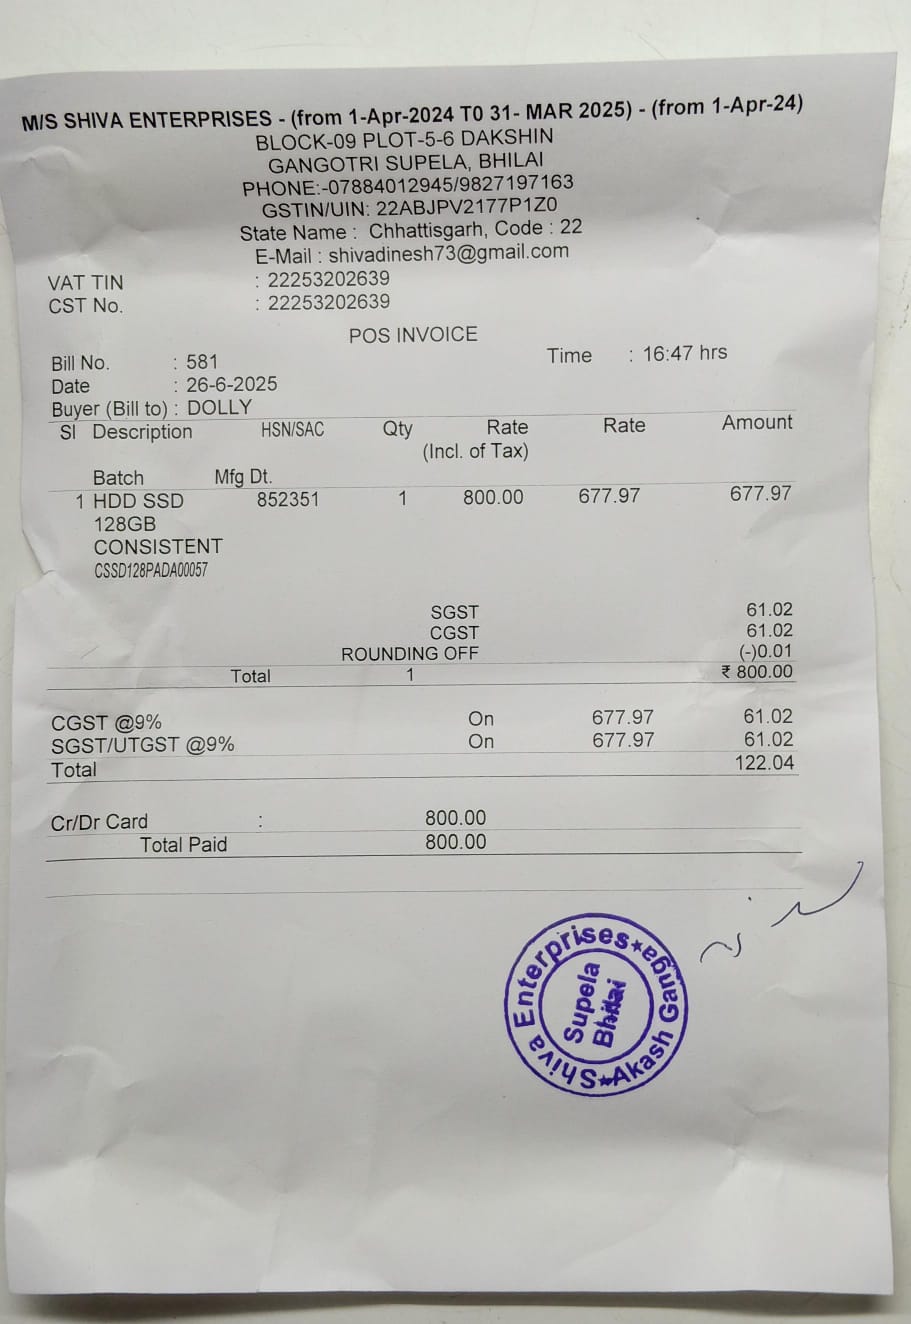 M/S SHIVA ENTERPRISES - (from 1-Apr-2024 T0 31- MAR 2025) - (from 1-Apr-24)
BLOCK-09 PLOT-5-6 DAKSHIN
GANGOTRI SUPELA, BHILAI
PHONE:-07884012945/9827197163
GSTIN/UIN: 22ABJPV2177P1Z0
State Name : Chhattisgarh, Code : 22
E-Mail : shivadinesh73@gmail.com
VAT TIN : 22253202639
CST No. : 22253202639
POS INVOICE
Bill No. : 581 Time : 16:47 hrs
Date : 26-6-2025
Buyer (Bill to) : DOLLY
Sl Description HSN/SAC Qty Rate Rate Amount
(Incl. of Tax)
Batch Mfg Dt.
1 HDD SSD 852351 1 800.00 677.97 677.97
128GB
CONSISTENT
CSSD128PADA00057
SGST 61.02
CGST 61.02
ROUNDING OFF (-)0.01
Total 1 ₹ 800.00
CGST @9% On 677.97 61.02
SGST/UTGST @9% On 677.97 61.02
Total 122.04
Cr/Dr Card : 800.00
Total Paid 800.00
Shiva Enterprises★Akash Ganga★
Supela
Bhilai